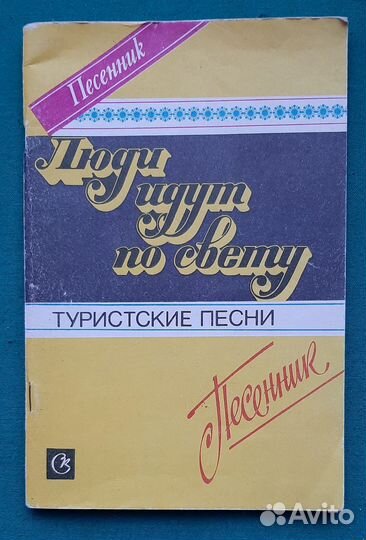 Песенник
Люди
идут
по свету
ТУРИСТСКИЕ ПЕСНИ
Песенник
СК
Avito